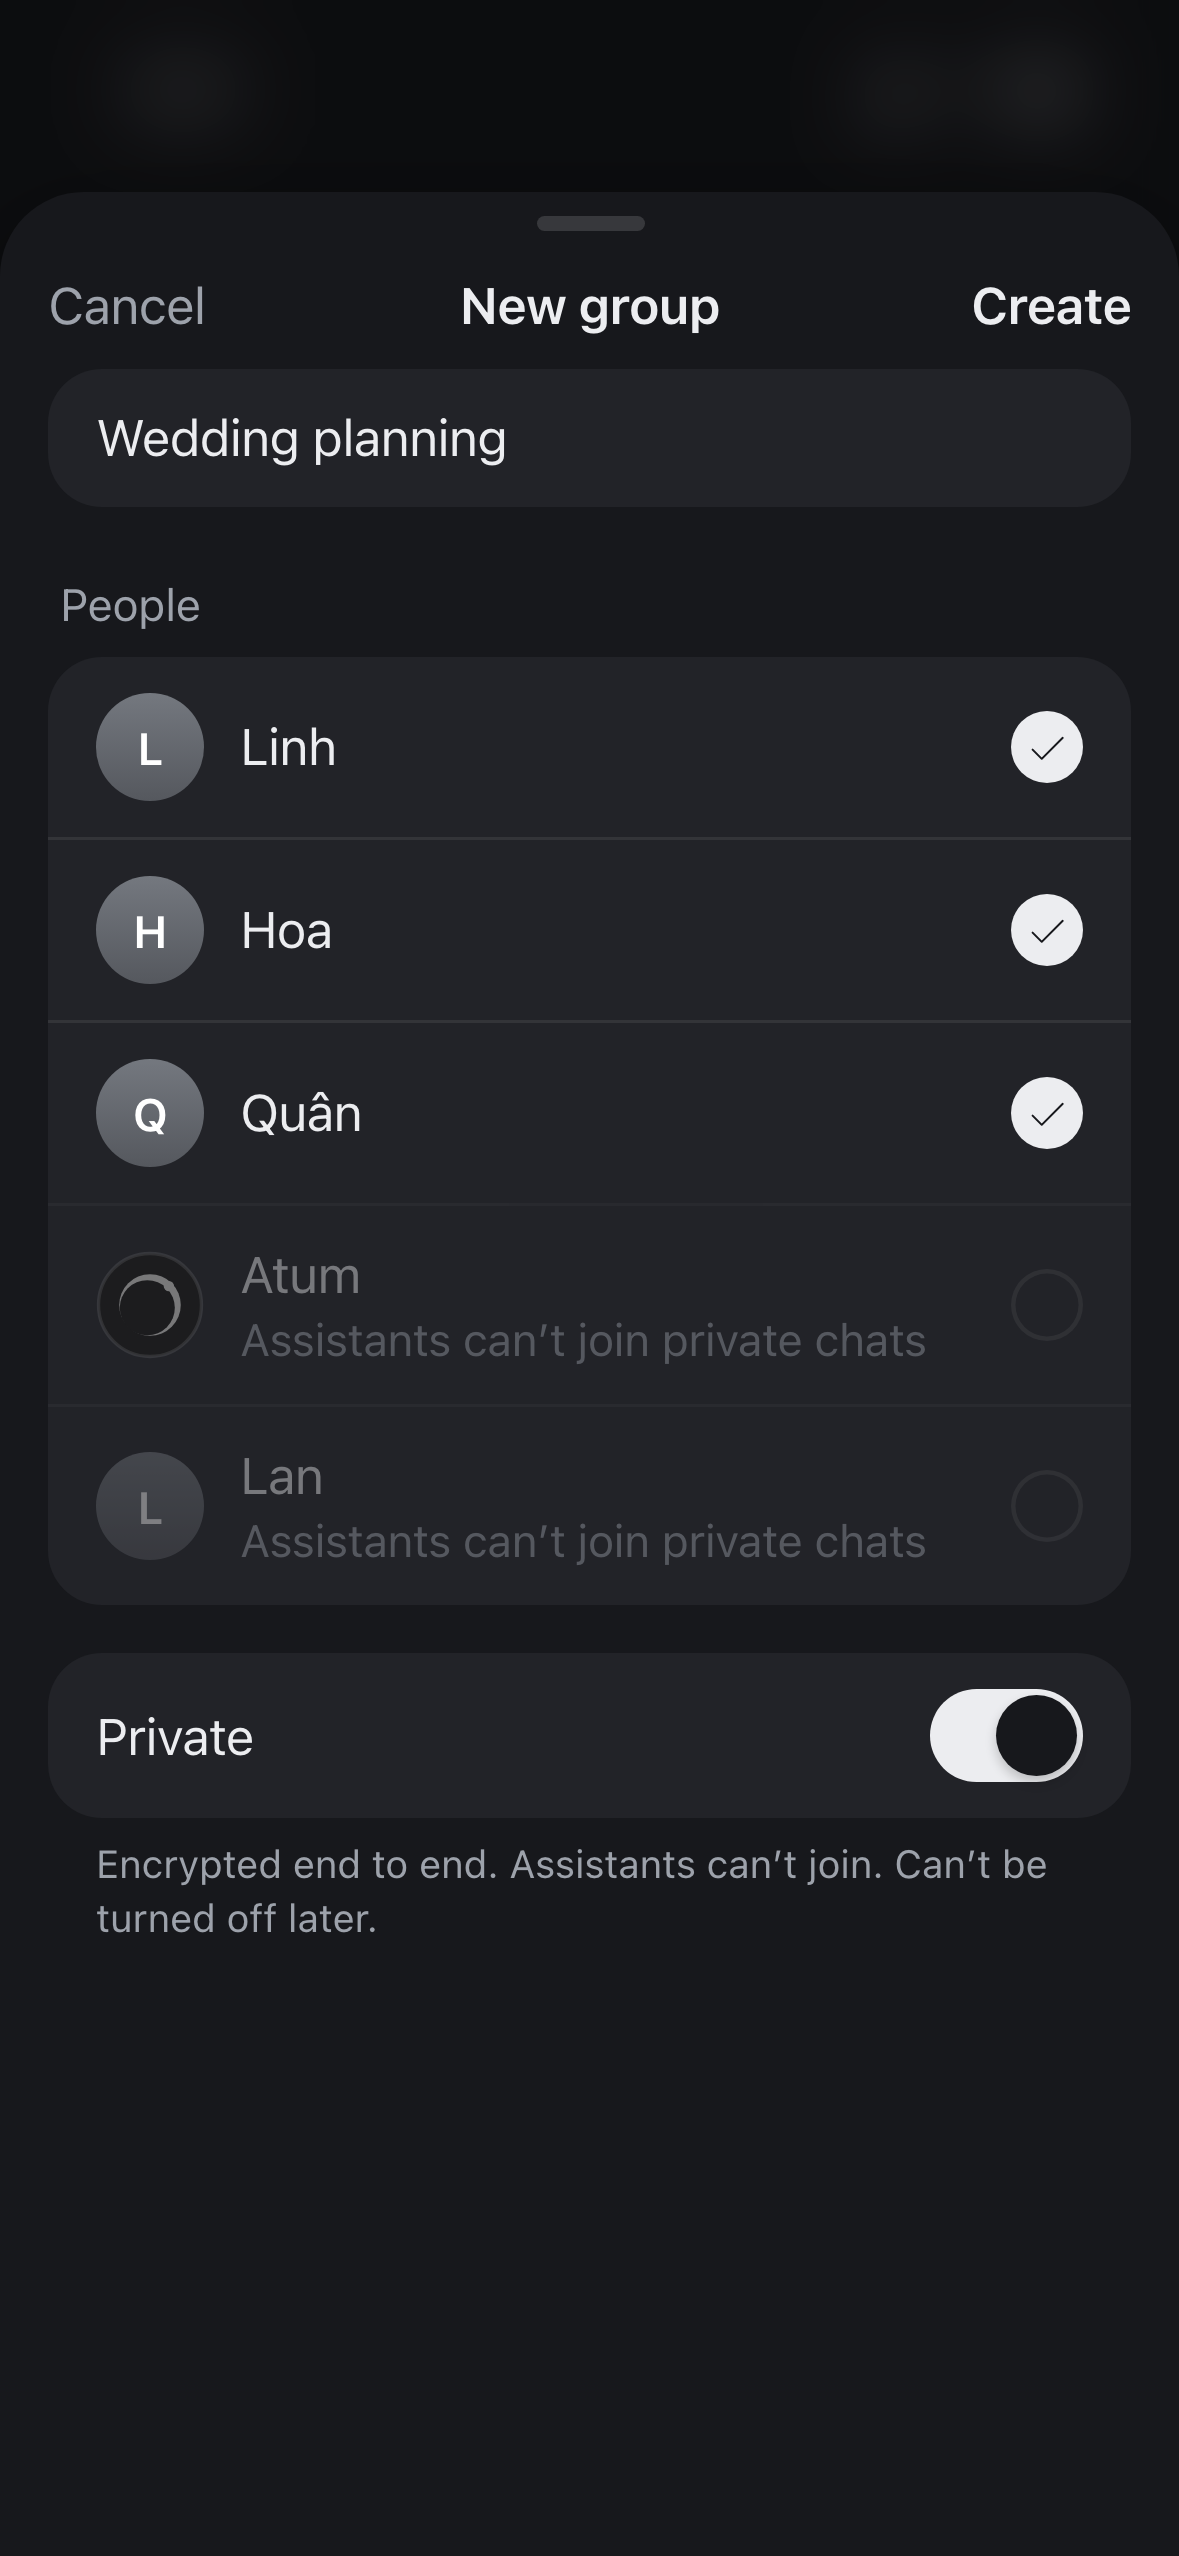 Cancel
New group
Create
Wedding planning
People
L
Linh
H
Hoa
Q
Quân
Atum
Assistants can’t join private chats
L
Lan
Assistants can’t join private chats
Private
Encrypted end to end. Assistants can’t join. Can’t be
turned off later.